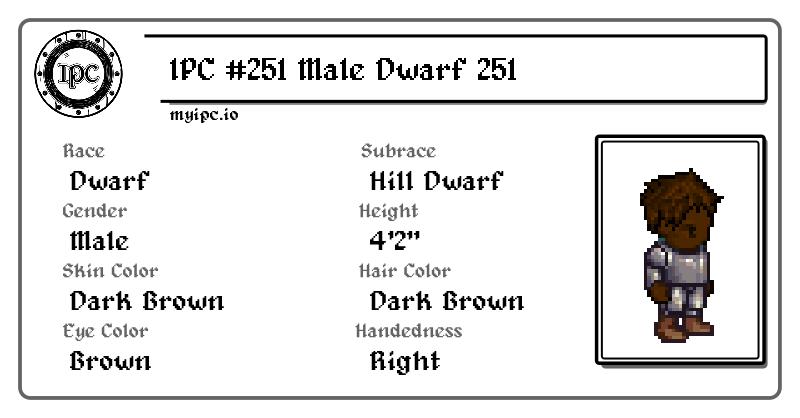 IPC
IPC #251 Male Dwarf 251
myipc.io
Race
Dwarf
Subrace
Hill Dwarf
Gender
Male
Height
4'2"
Skin Color
Dark Brown
Hair Color
Dark Brown
Eye Color
Brown
Handedness
Right